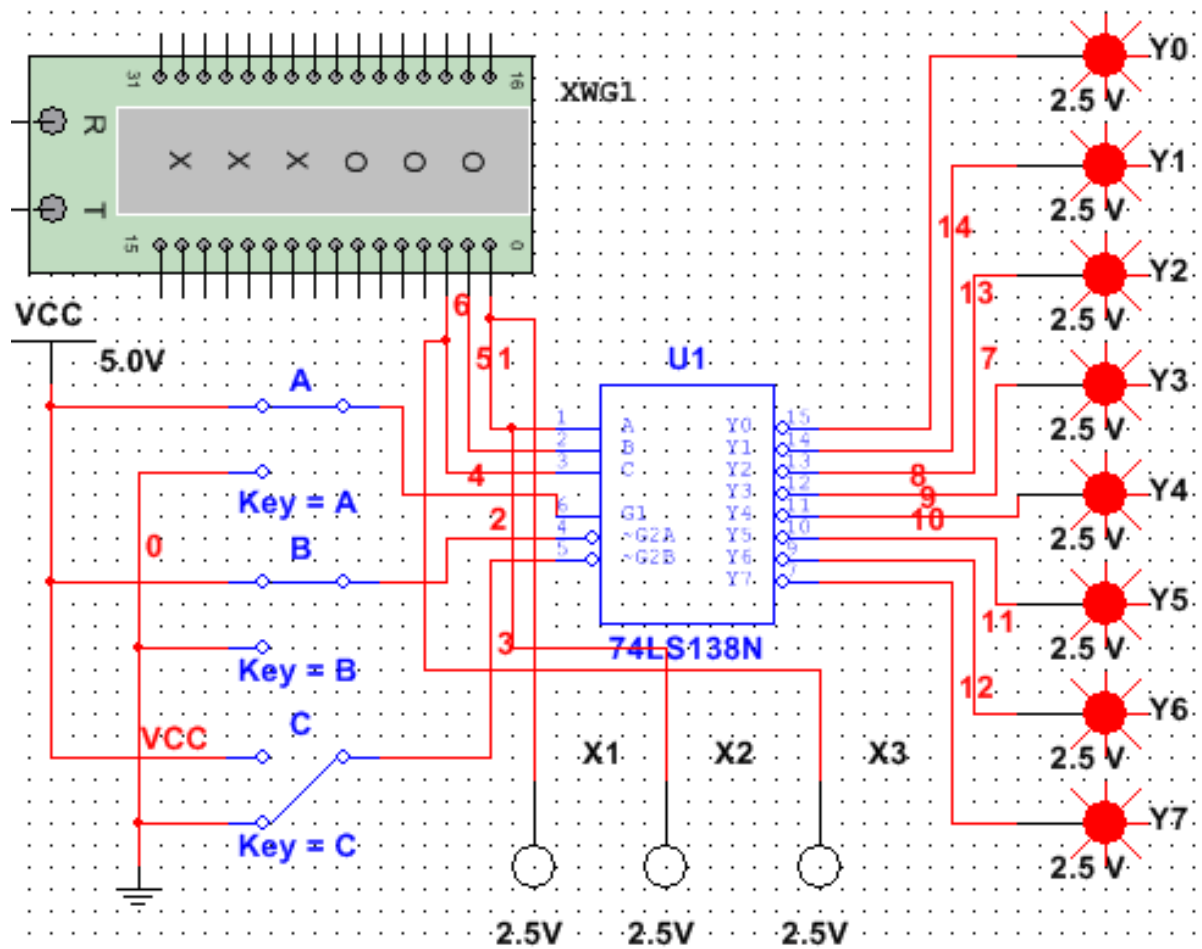 31
16
XWG1
R
T
X X X O O O
15
0
VCC
5.0V
6
5
1
A
Key = A
0
B
Key = B
VCC
C
Key = C
4
2
3
U1
1
2
3
6
4
5
A
B
C
G1
~G2A
~G2B
Y0
Y1
Y2
Y3
Y4
Y5
Y6
Y7
15
14
13
12
11
10
9
7
74LS138N
14
13
7
8
9
10
11
12
Y0
2.5 V
Y1
2.5 V
Y2
2.5 V
Y3
2.5 V
Y4
2.5 V
Y5
2.5 V
Y6
2.5 V
Y7
2.5 V
X1
X2
X3
2.5V
2.5V
2.5V